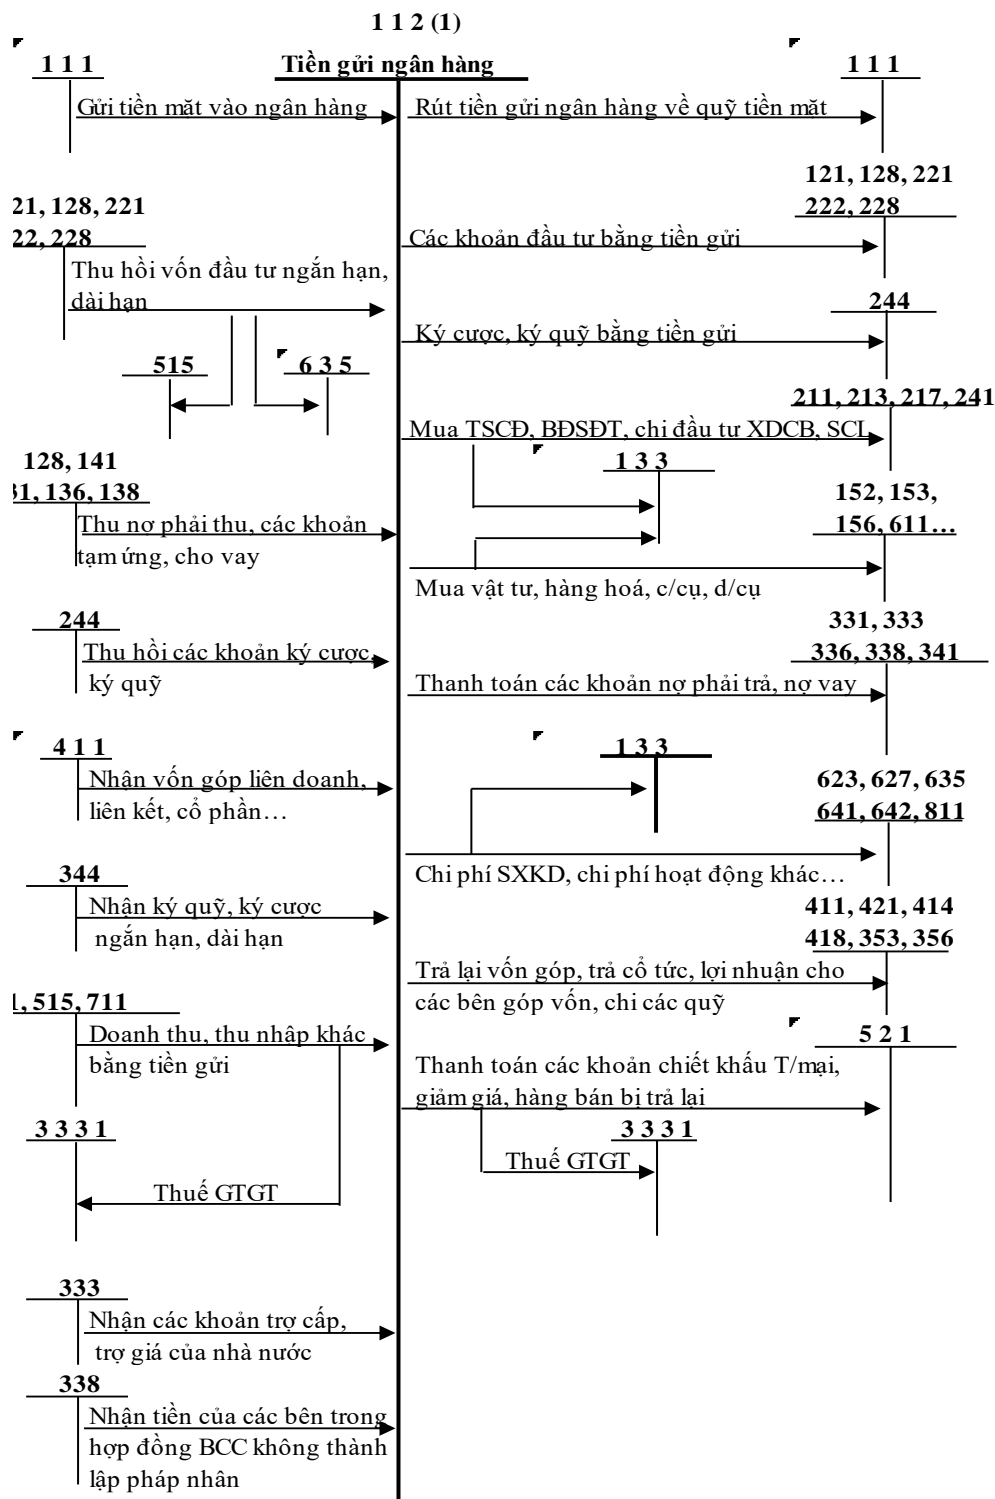 1 1 2 (1)
Tiền gửi ngân hàng
1 1 1
1 1 1
Gửi tiền mặt vào ngân hàng
Rút tiền gửi ngân hàng về quỹ tiền mặt
121, 128, 221
222, 228
21, 128, 221
22, 228
Các khoản đầu tư bằng tiền gửi
Thu hồi vốn đầu tư ngắn hạn,
dài hạn
244
Ký cược, ký quỹ bằng tiền gửi
515
6 3 5
211, 213, 217, 241
Mua TSCĐ, BĐSĐT, chi đầu tư XDCB, SCL
1 3 3
128, 141
31, 136, 138
152, 153,
156, 611…
Thu nợ phải thu, các khoản
tạm ứng, cho vay
Mua vật tư, hàng hoá, c/cụ, d/cụ
244
331, 333
336, 338, 341
Thu hồi các khoản ký cược,
ký quỹ
Thanh toán các khoản nợ phải trả, nợ vay
4 1 1
1 3 3
Nhận vốn góp liên doanh,
liên kết, cổ phần…
623, 627, 635
641, 642, 811
Chi phí SXKD, chi phí hoạt động khác…
344
Nhận ký quỹ, ký cược
ngắn hạn, dài hạn
411, 421, 414
418, 353, 356
Trả lại vốn góp, trả cổ tức, lợi nhuận cho
các bên góp vốn, chi các quỹ
1, 515, 711
Doanh thu, thu nhập khác
bằng tiền gửi
5 2 1
Thanh toán các khoản chiết khấu T/mại,
giảm giá, hàng bán bị trả lại
3 3 3 1
3 3 3 1
Thuế GTGT
Thuế GTGT
333
Nhận các khoản trợ cấp,
trợ giá của nhà nước
338
Nhận tiền của các bên trong
hợp đồng BCC không thành
lập pháp nhân